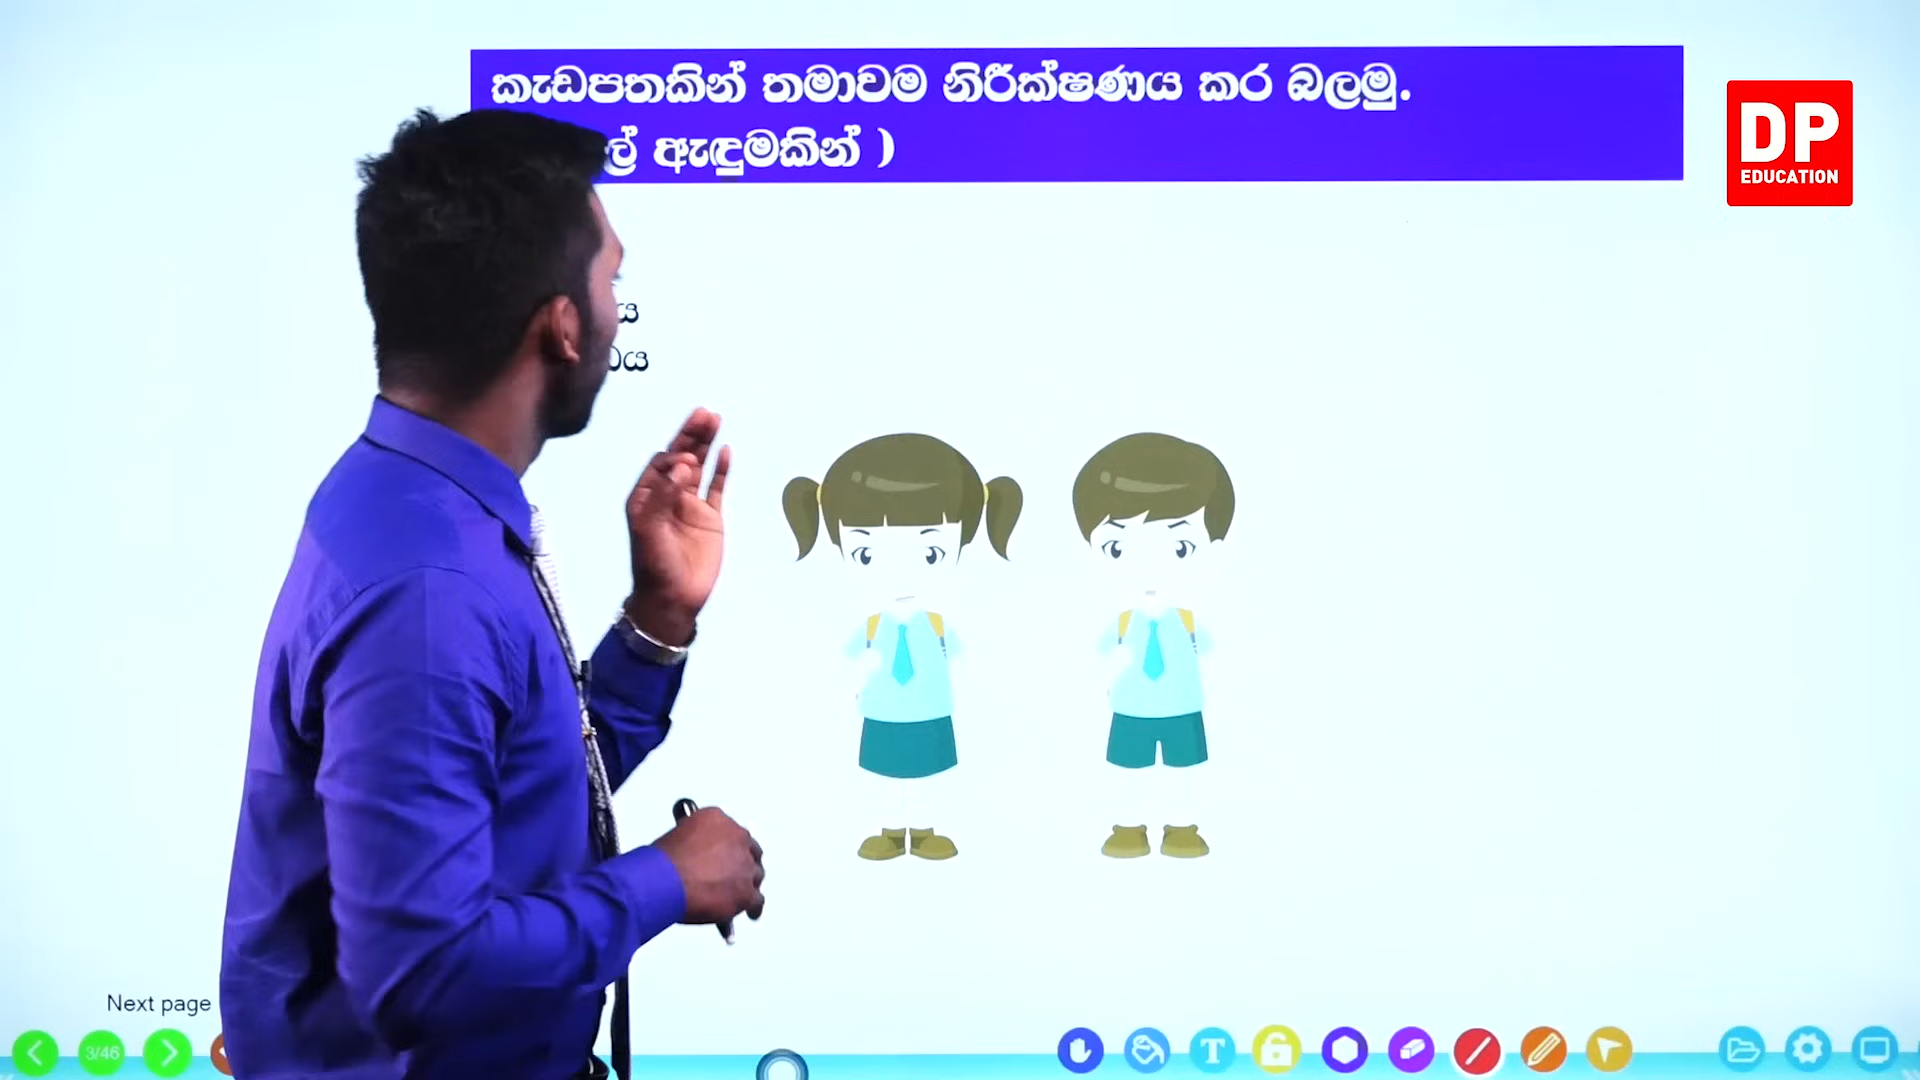 කැඩපතකින් තමාවම නිරීක්ෂණය කර බලමු.
ඇඳුමකින් )
DP
EDUCATION
Next page
3/46
T